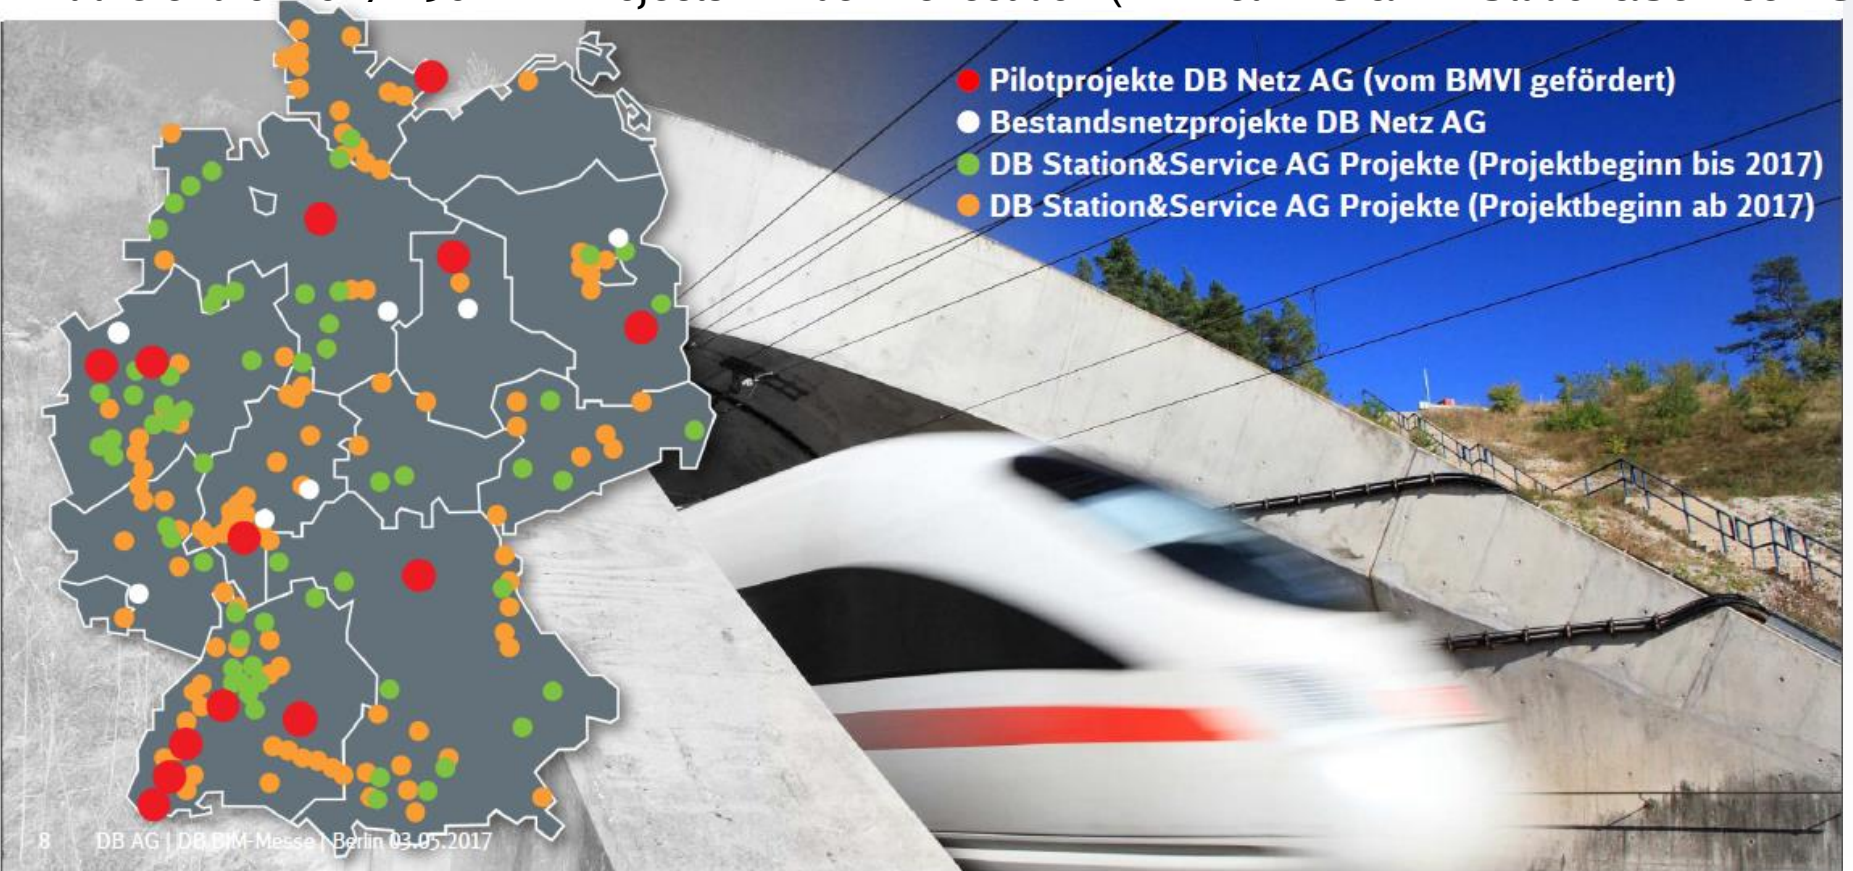 Pilotprojekte DB Netz AG (vom BMVI gefördert)
Bestandsnetzprojekte DB Netz AG
DB Station&Service AG Projekte (Projektbeginn bis 2017)
DB Station&Service AG Projekte (Projektbeginn ab 2017)
8 DB AG | DB BIM-Messe | Berlin 03.05.2017